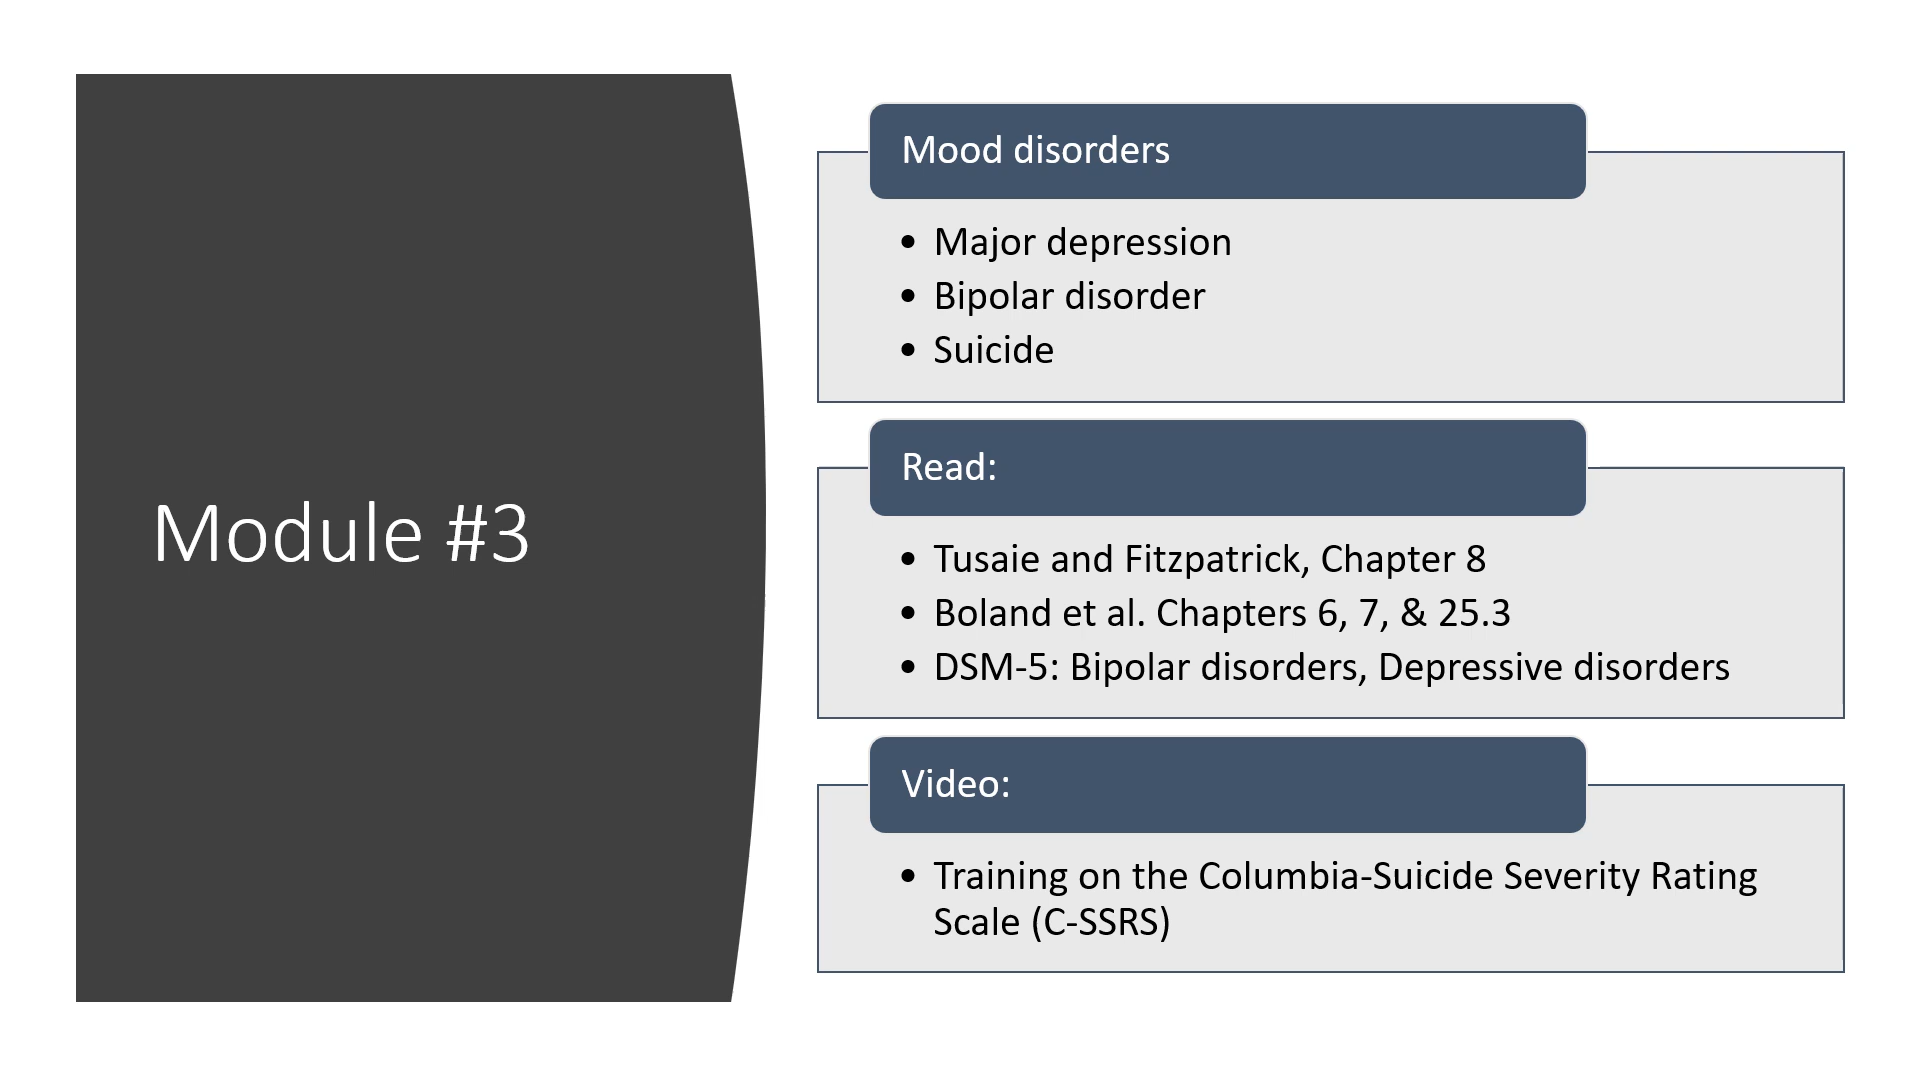 Module #3
Mood disorders
• Major depression
• Bipolar disorder
• Suicide
Read:
• Tusaie and Fitzpatrick, Chapter 8
• Boland et al. Chapters 6, 7, & 25.3
• DSM-5: Bipolar disorders, Depressive disorders
Video:
• Training on the Columbia-Suicide Severity Rating
Scale (C-SSRS)